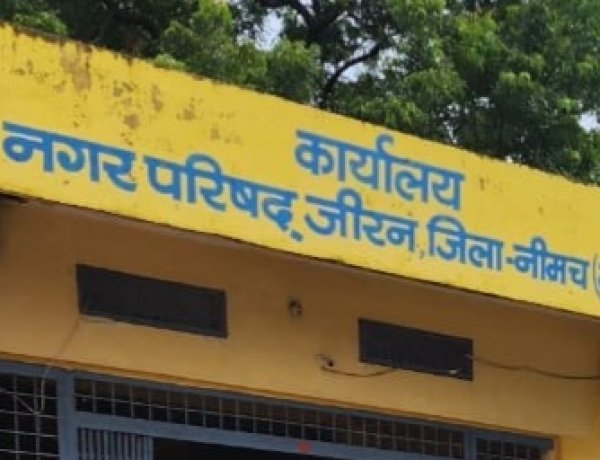 कार्यालय
नगर परिषद् जीरन, जिला-नीमच